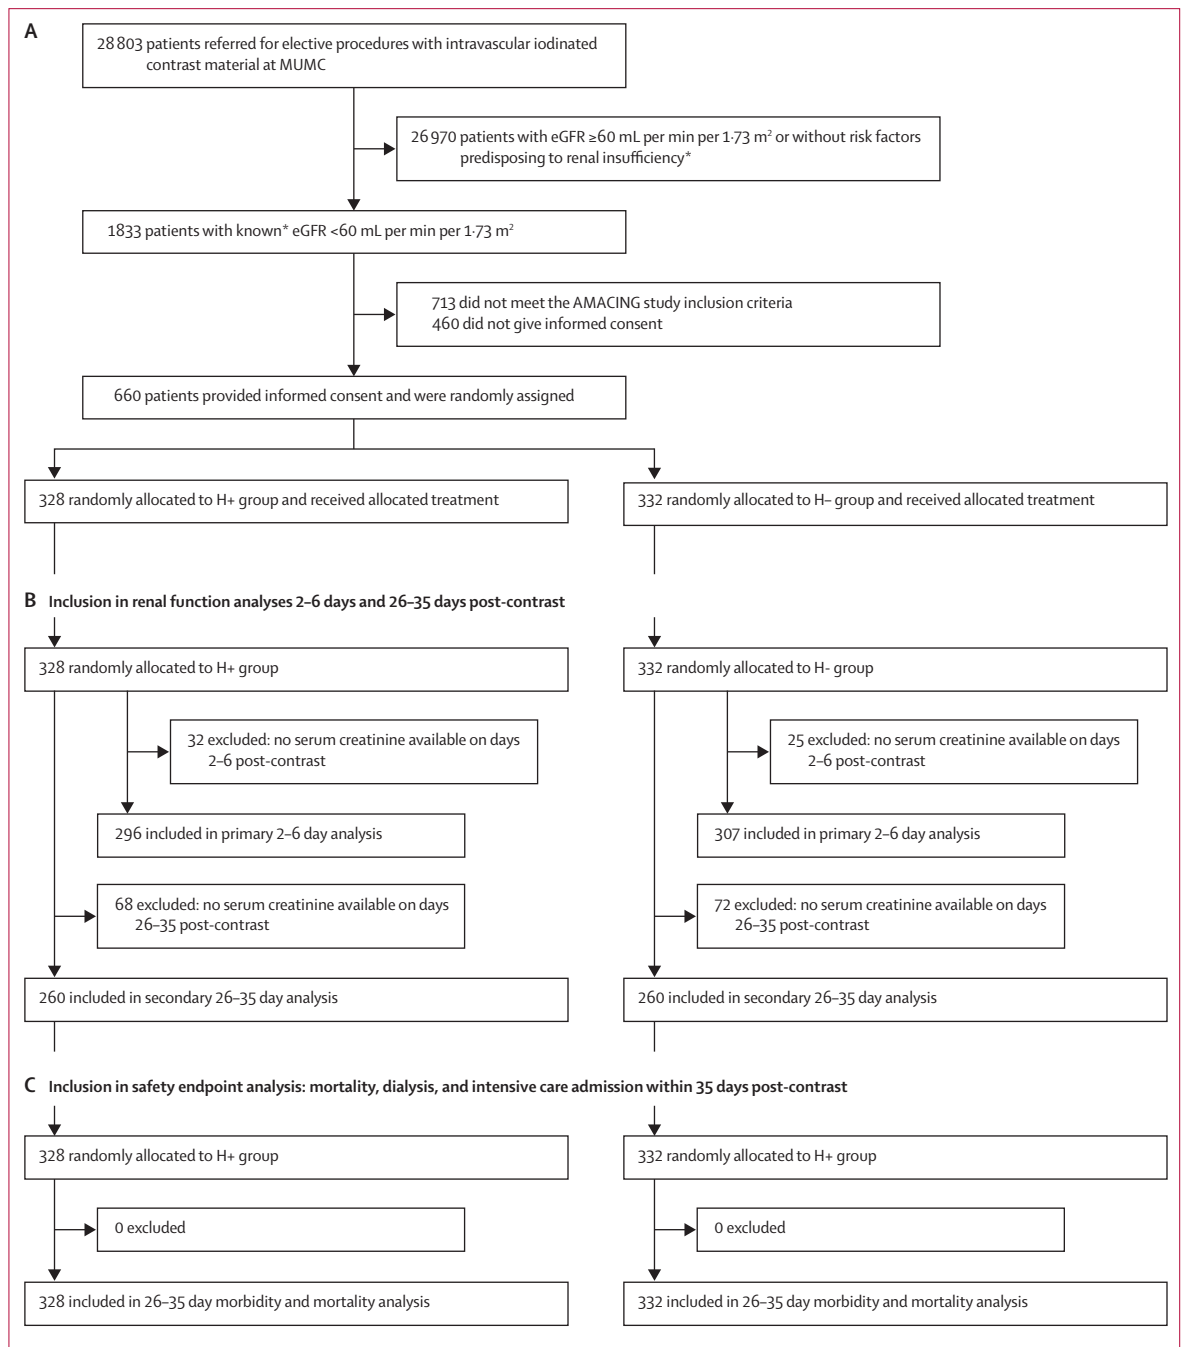 A
28 803 patients referred for elective procedures with intravascular iodinated
contrast material at MUMC
26 970 patients with eGFR ≥60 mL per min per 1·73 m² or without risk factors
predisposing to renal insufficiency*
1833 patients with known* eGFR <60 mL per min per 1·73 m²
713 did not meet the AMACING study inclusion criteria
460 did not give informed consent
660 patients provided informed consent and were randomly assigned
328 randomly allocated to H+ group and received allocated treatment
332 randomly allocated to H– group and received allocated treatment
B Inclusion in renal function analyses 2–6 days and 26–35 days post-contrast
328 randomly allocated to H+ group
332 randomly allocated to H- group
32 excluded: no serum creatinine available on days
2–6 post-contrast
25 excluded: no serum creatinine available on days
2–6 post-contrast
296 included in primary 2–6 day analysis
307 included in primary 2–6 day analysis
68 excluded: no serum creatinine available on days
26–35 post-contrast
72 excluded: no serum creatinine available on days
26–35 post-contrast
260 included in secondary 26–35 day analysis
260 included in secondary 26–35 day analysis
C Inclusion in safety endpoint analysis: mortality, dialysis, and intensive care admission within 35 days post-contrast
328 randomly allocated to H+ group
332 randomly allocated to H+ group
0 excluded
0 excluded
328 included in 26–35 day morbidity and mortality analysis
332 included in 26–35 day morbidity and mortality analysis